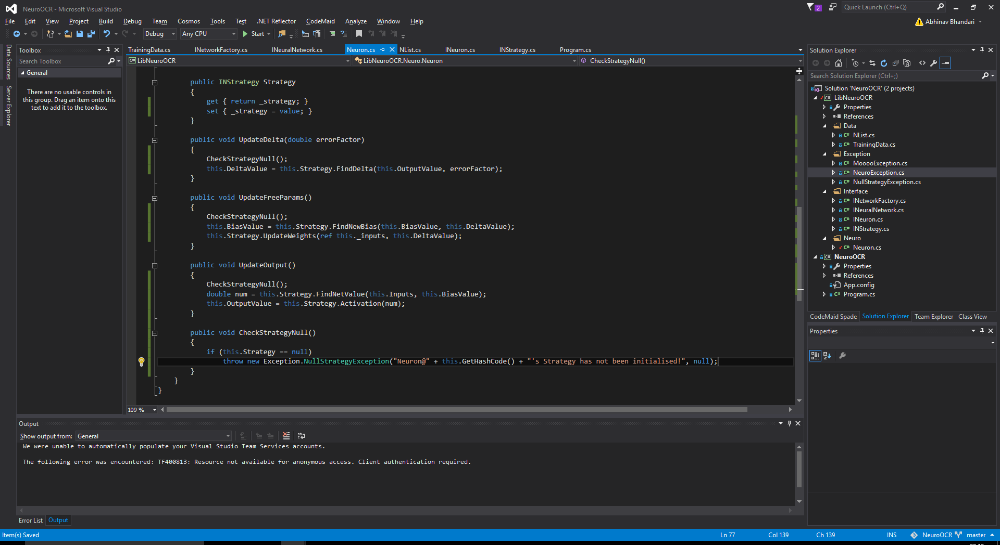 NeuroOCR - Microsoft Visual Studio
2
Quick Launch (Ctrl+Q)
File Edit View Project Build Debug Team Cosmos Tools Test .NET Reflector CodeMaid Analyze Window Help
Abhinav Bhandari
Debug Any CPU Start
Data Sources
Server Explorer
Toolbox
Search Toolbox
General
There are no usable controls in
this group. Drag an item onto this
text to add it to the toolbox.
TrainingData.cs INetworkFactory.cs INeuralNetwork.cs Neuron.cs NList.cs INeuron.cs INStrategy.cs Program.cs
LibNeuroOCR LibNeuroOCR.Neuro.Neuron CheckStrategyNull()
public INStrategy Strategy
{
get { return _strategy; }
set { _strategy = value; }
}
public void UpdateDelta(double errorFactor)
{
CheckStrategyNull();
this.DeltaValue = this.Strategy.FindDelta(this.OutputValue, errorFactor);
}
public void UpdateFreeParams()
{
CheckStrategyNull();
this.BiasValue = this.Strategy.FindNewBias(this.BiasValue, this.DeltaValue);
this.Strategy.UpdateWeights(ref this._inputs, this.DeltaValue);
}
public void UpdateOutput()
{
CheckStrategyNull();
double num = this.Strategy.FindNetValue(this.Inputs, this.BiasValue);
this.OutputValue = this.Strategy.Activation(num);
}
public void CheckStrategyNull()
{
if (this.Strategy == null)
throw new Exception.NullStrategyException("Neuron@" + this.GetHashCode() + "'s Strategy has not been initialised!", null);
}
}
}
109 %
Output
Show output from: General
We were unable to automatically populate your Visual Studio Team Services accounts.
The following error was encountered: TF400813: Resource not available for anonymous access. Client authentication required.
Error List Output
Solution Explorer
Search Solution Explorer (Ctrl+;)
Solution 'NeuroOCR' (2 projects)
LibNeuroOCR
Properties
References
Data
NList.cs
TrainingData.cs
Exception
MooooException.cs
NeuroException.cs
NullStrategyException.cs
Interface
INetworkFactory.cs
INeuralNetwork.cs
INeuron.cs
INStrategy.cs
Neuro
Neuron.cs
NeuroOCR
Properties
References
App.config
Program.cs
CodeMaid Spade Solution Explorer Team Explorer Class View
Properties
Item(s) Saved Ln 77 Col 139 Ch 139 INS NeuroOCR master